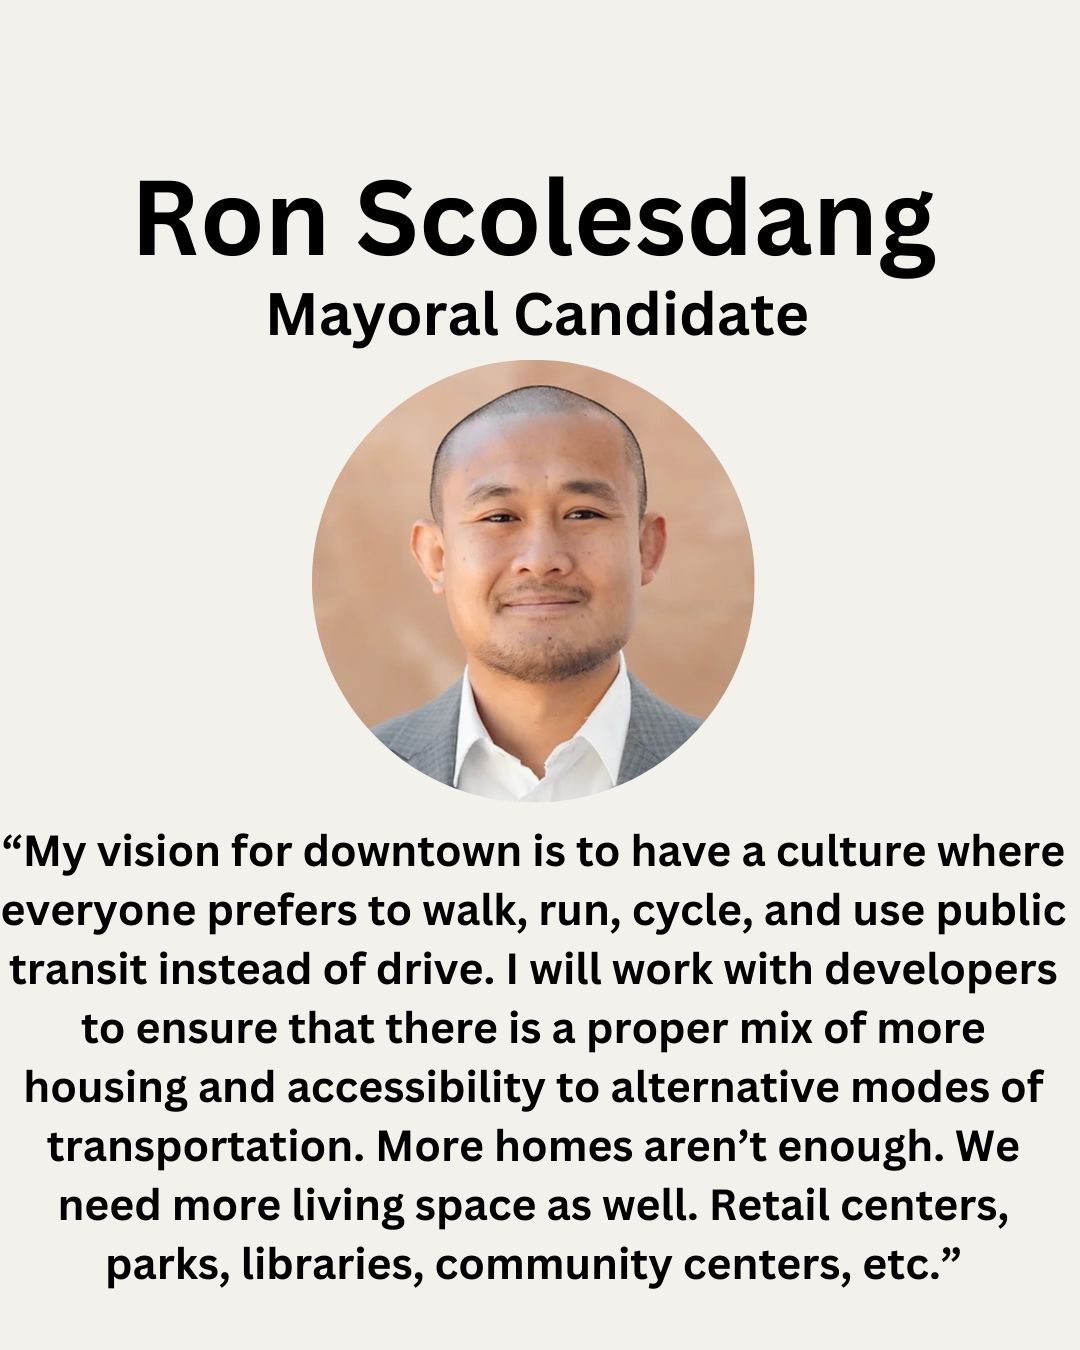 Ron Scolesdang
Mayoral Candidate
“My vision for downtown is to have a culture where
everyone prefers to walk, run, cycle, and use public
transit instead of drive. I will work with developers
to ensure that there is a proper mix of more
housing and accessibility to alternative modes of
transportation. More homes aren’t enough. We
need more living space as well. Retail centers,
parks, libraries, community centers, etc.”